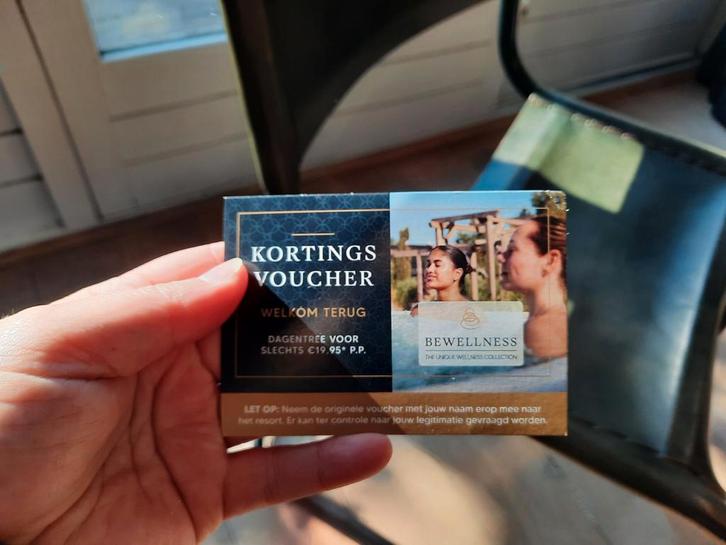 KORTINGS
VOUCHER
WELKOM TERUG
DAGENTREE VOOR
SLECHTS €19,95* P.P.
BEWELLNESS
THE UNIQUE WELLNESS COLLECTION
LET OP: Neem de originele voucher met jouw naam erop mee naar
het resort. Er kan ter controle naar jouw legitimatie gevraagd worden.